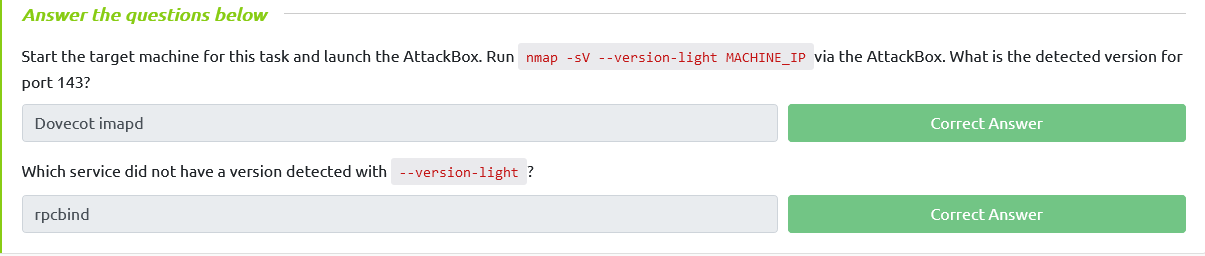 Answer the questions below
Start the target machine for this task and launch the AttackBox. Run nmap -sV --version-light MACHINE_IP via the AttackBox. What is the detected version for
port 143?
Dovecot imapd
Correct Answer
Which service did not have a version detected with --version-light ?
rpcbind
Correct Answer